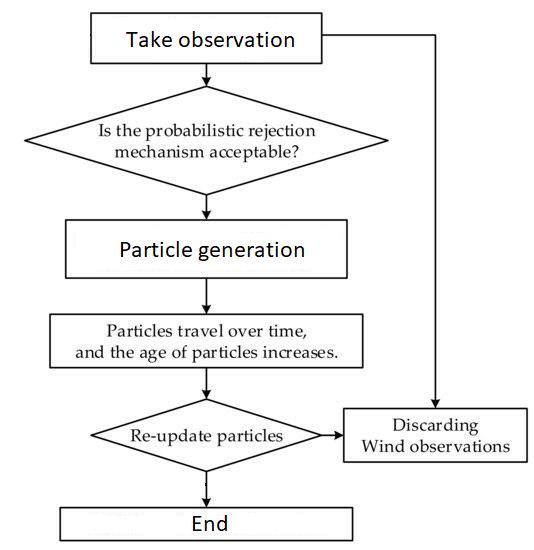 Take observation
Is the probabilistic rejection
mechanism acceptable?
Particle generation
Particles travel over time,
and the age of particles increases.
Re-update particles
Discarding
Wind observations
End